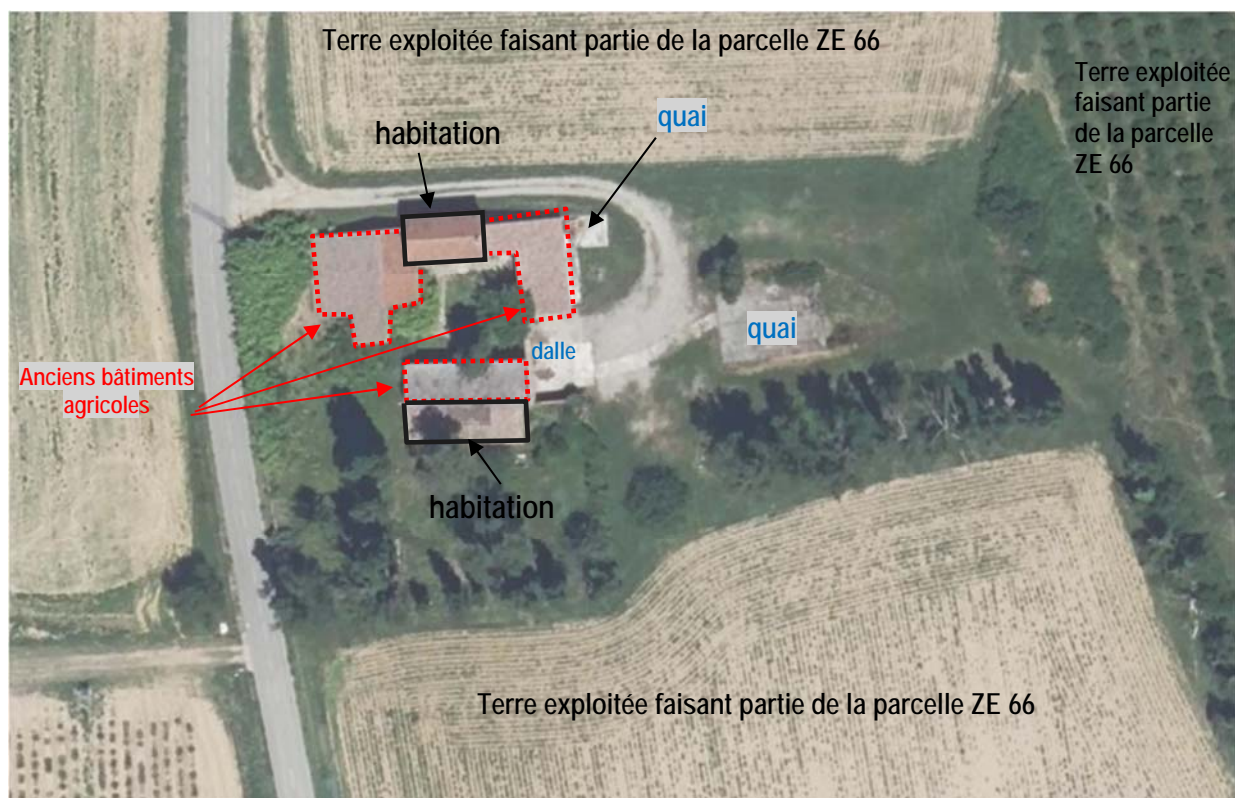 Terre exploitée faisant partie de la parcelle ZE 66
Terre exploitée
faisant partie
de la parcelle
ZE 66
quai
habitation
quai
dalle
Anciens bâtiments
agricoles
habitation
Terre exploitée faisant partie de la parcelle ZE 66